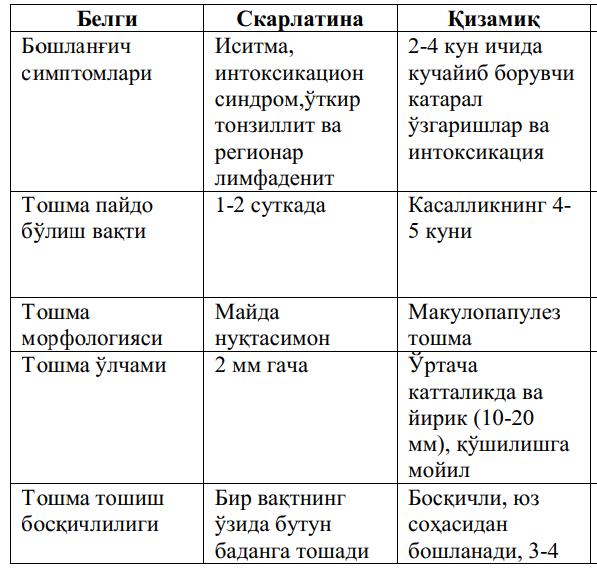 Белги
Скарлатина
Қизамиқ
Бошланғич
симптомлари
Иситма,
интоксикацион
синдром,ўткир
тонзиллит ва
регионар
лимфаденит
2-4 кун ичида
кучайиб борувчи
катарал
ўзгаришлар ва
интоксикация
Тошма пайдо
бўлиш вақти
1-2 суткада
Касалликнинг 4-
5 куни
Тошма
морфологияси
Майда
нуқтасимон
Макулопапулез
тошма
Тошма ўлчами
2 мм гача
Ўртача
катталикда ва
йирик (10-20
мм), қўшилишга
мойил
Тошма тошиш
босқичлилиги
Бир вақтнинг
ўзида бутун
баданга тошади
Босқичли, юз
соҳасидан
бошланади, 3-4